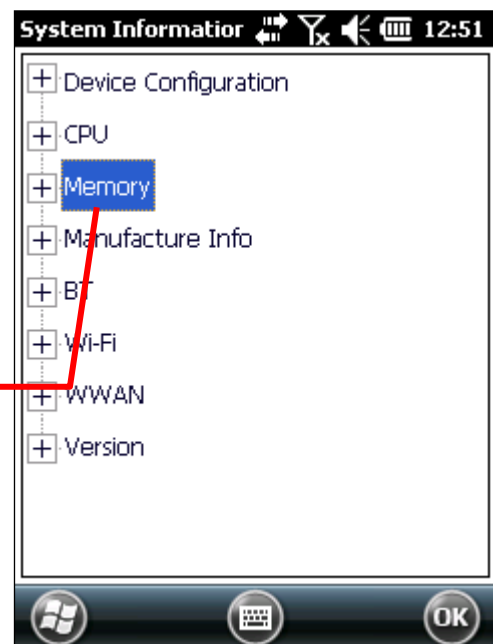 System Informatior 12:51
Device Configuration
CPU
Memory
Manufacture Info
BT
Wi-Fi
WWAN
Version
OK